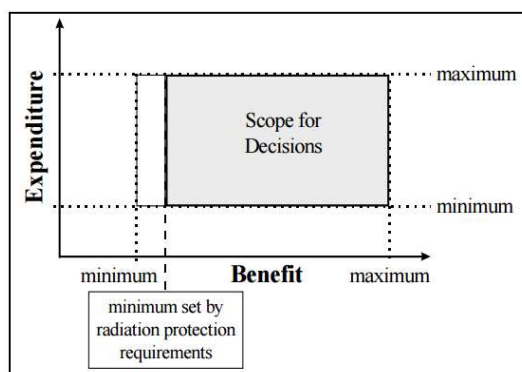 maximum
Scope for
Decisions
Expenditure
minimum
minimum
Benefit
maximum
minimum set by
radiation protection
requirements